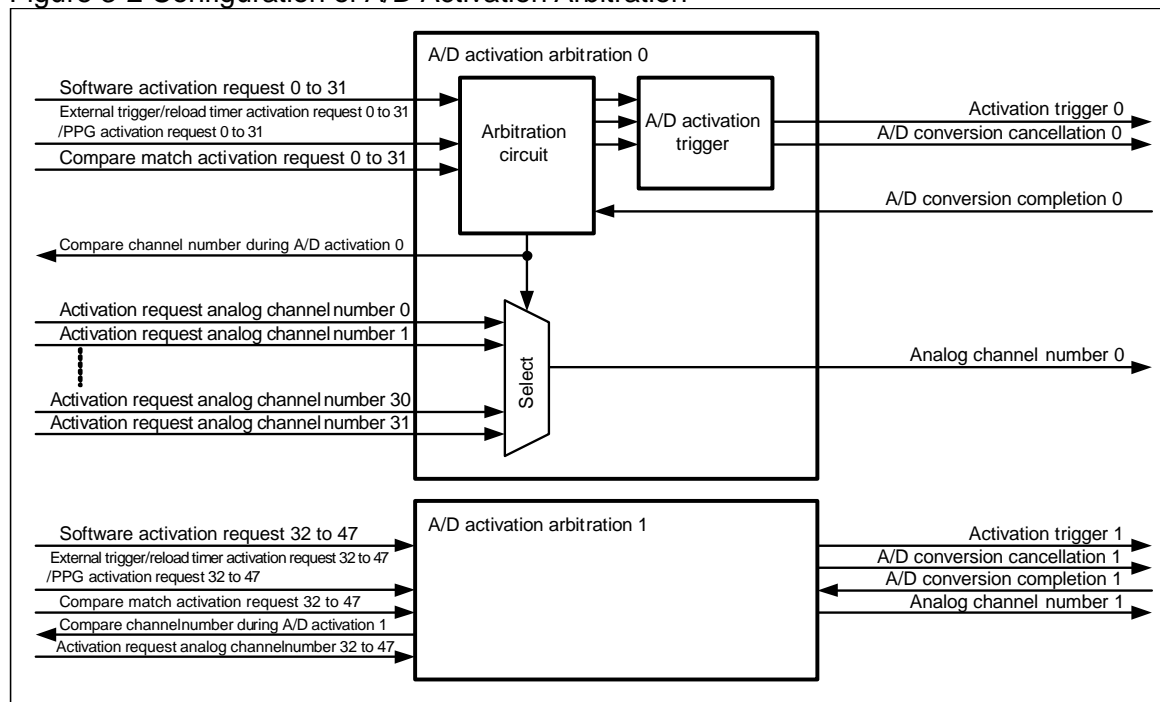 Figure Configuration of A/D Activation Arbitration
A/D activation arbitration 0
Software activation request 0 to 31
External trigger/reload timer activation request 0 to 31
/PPG activation request 0 to 31
Compare match activation request 0 to 31
Arbitration
circuit
A/D activation
trigger
Activation trigger 0
A/D conversion cancellation 0
A/D conversion completion 0
Compare channel number during A/D activation 0
Activation request analog channel number 0
Activation request analog channel number 1
Activation request analog channel number 30
Activation request analog channel number 31
Select
Analog channel number 0
A/D activation arbitration 1
Software activation request 32 to 47
External trigger/reload timer activation request 32 to 47
/PPG activation request 32 to 47
Compare match activation request 32 to 47
Compare channelnumber during A/D activation 1
Activation request analog channelnumber 32 to 47
Activation trigger 1
A/D conversion cancellation 1
A/D conversion completion 1
Analog channel number 1